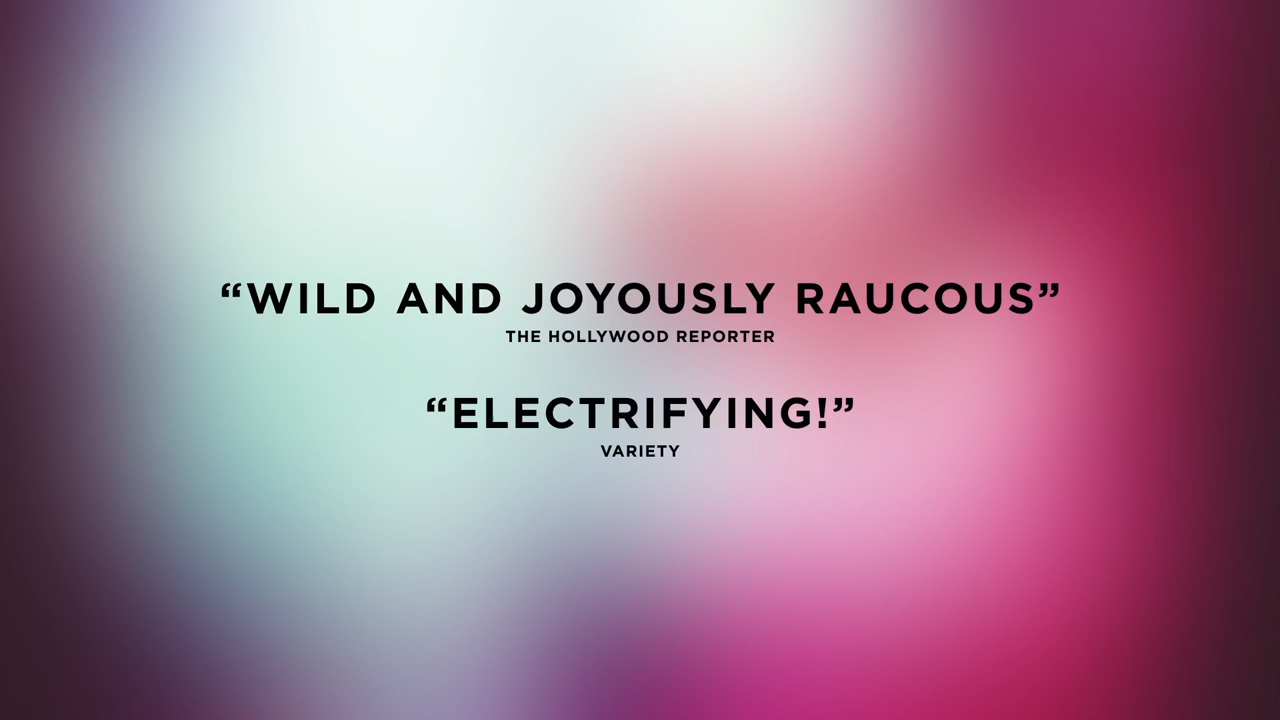 “WILD AND JOYOUSLY RAUCOUS”
THE HOLLYWOOD REPORTER
“ELECTRIFYING!”
VARIETY